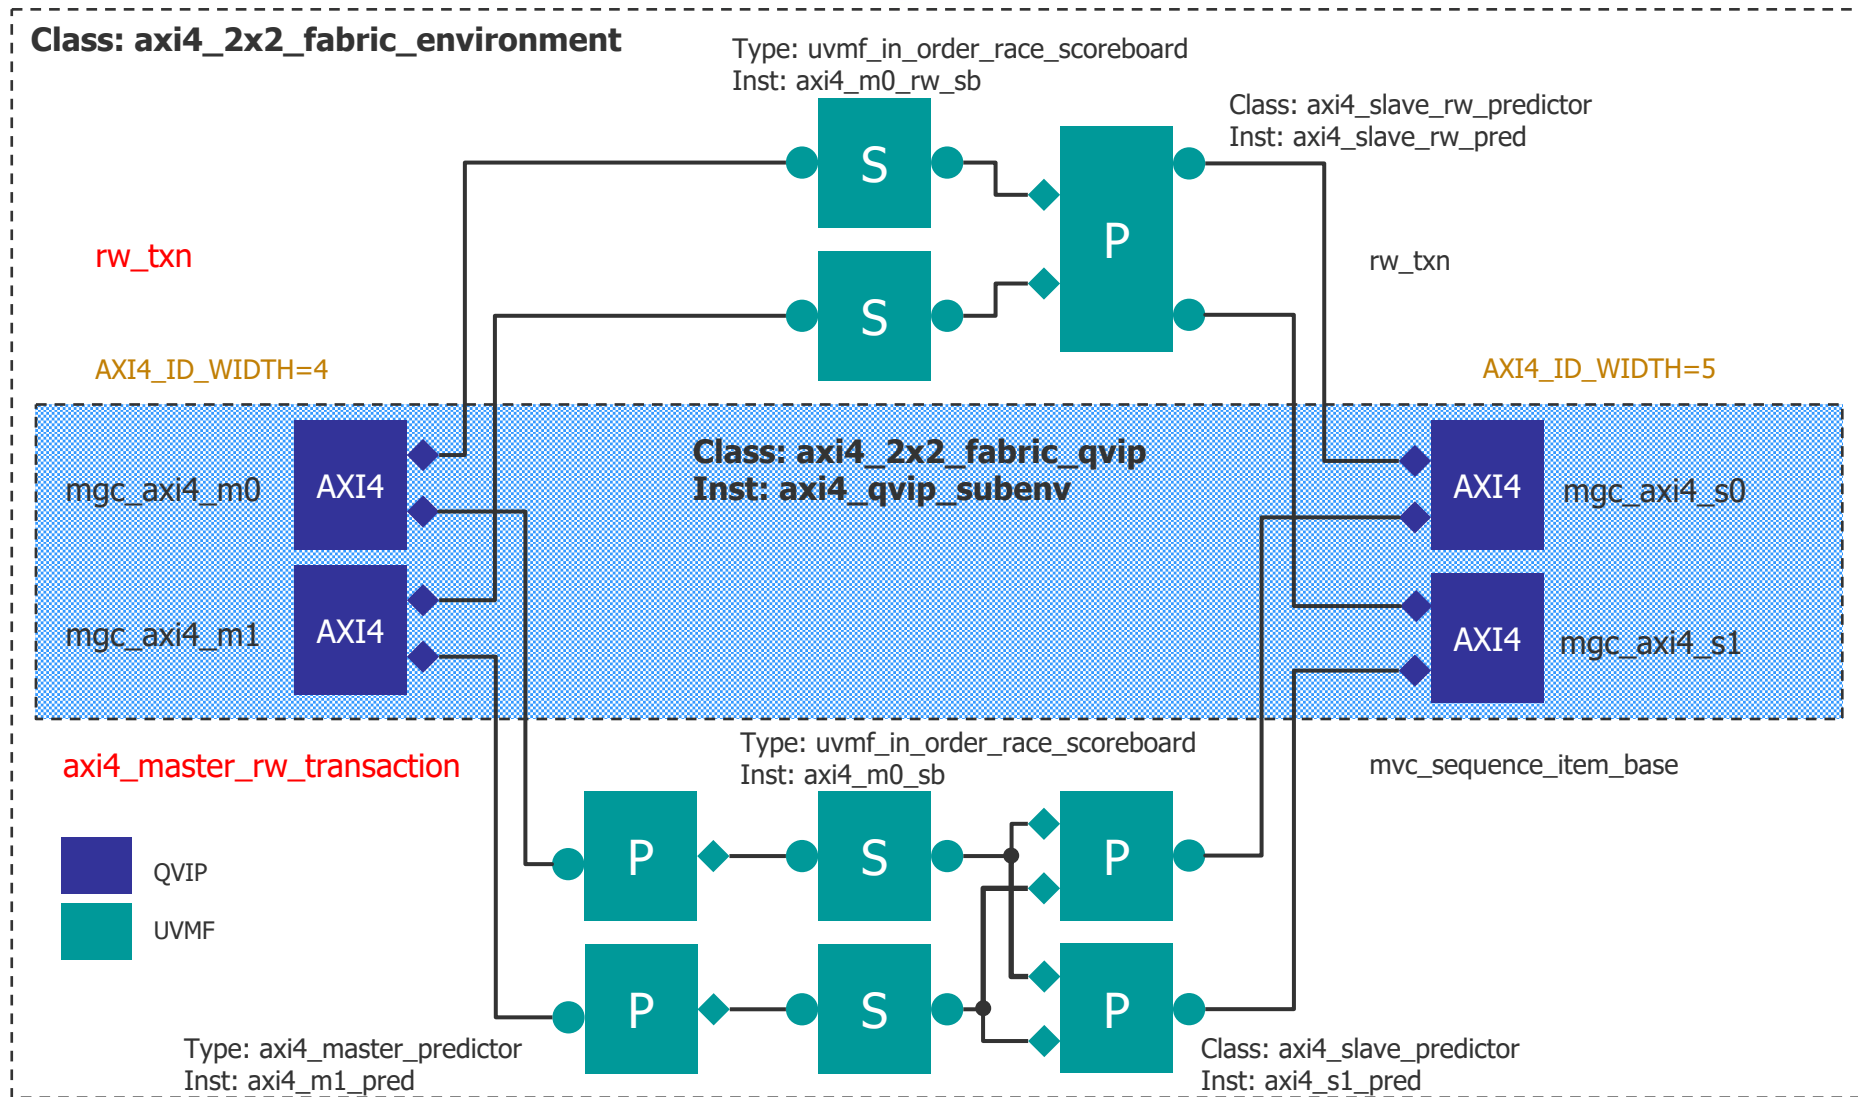 Class: axi4_2x2_fabric_environment
Type: uvmf_in_order_race_scoreboard
Inst: axi4_m0_rw_sb
Class: axi4_slave_rw_predictor
Inst: axi4_slave_rw_pred
S
P
rw_txn
rw_txn
S
AXI4_ID_WIDTH=4
AXI4_ID_WIDTH=5
Class: axi4_2x2_fabric_qvip
Inst: axi4_qvip_subenv
mgc_axi4_m0
AXI4
AXI4
mgc_axi4_s0
mgc_axi4_m1
AXI4
AXI4
mgc_axi4_s1
Type: uvmf_in_order_race_scoreboard
Inst: axi4_m0_sb
axi4_master_rw_transaction
mvc_sequence_item_base
P
S
P
QVIP
UVMF
P
S
P
Type: axi4_master_predictor
Inst: axi4_m1_pred
Class: axi4_slave_predictor
Inst: axi4_s1_pred